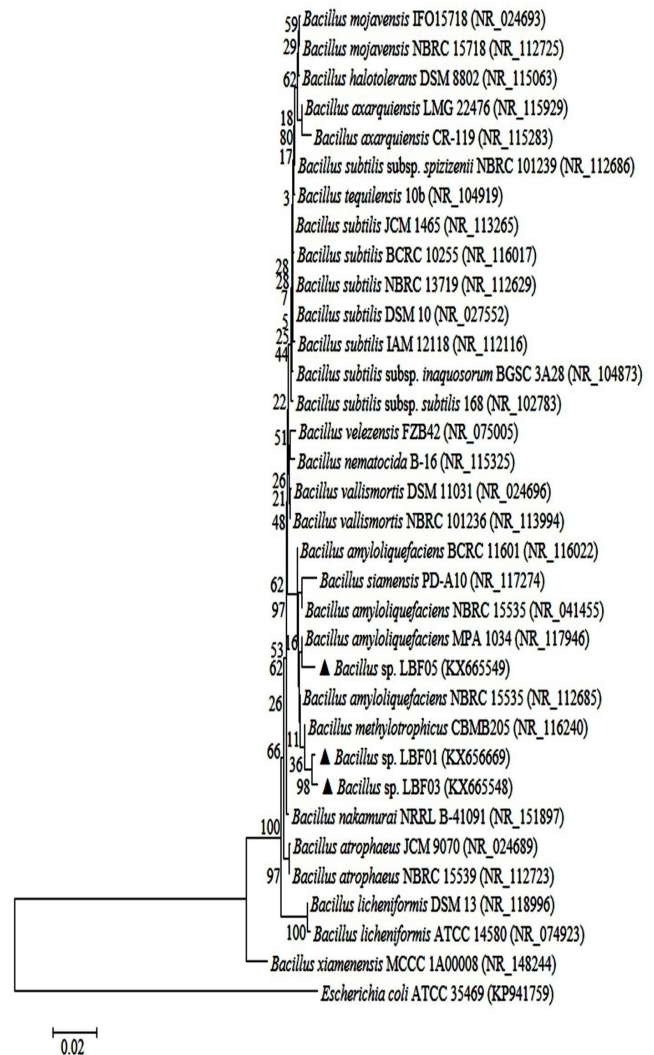 59 Bacillus mojavensis IFO15718 (NR_024693)
29 Bacillus mojavensis NBRC 15718 (NR_112725)
62 Bacillus halotolerans DSM 8802 (NR_115063)
Bacillus axarquiensis LMG 22476 (NR_115929)
18
80 Bacillus axarquiensis CR-119 (NR_115283)
17 Bacillus subtilis subsp. spizizenii NBRC 101239 (NR_112686)
3 Bacillus tequilensis 10b (NR_104919)
Bacillus subtilis JCM 1465 (NR_113265)
Bacillus subtilis BCRC 10255 (NR_116017)
28
28 Bacillus subtilis NBRC 13719 (NR_112629)
7
5 Bacillus subtilis DSM 10 (NR_027552)
25 Bacillus subtilis IAM 12118 (NR_112116)
44
Bacillus subtilis subsp. inaquosorum BGSC 3A28 (NR_104873)
22 Bacillus subtilis subsp. subtilis 168 (NR_102783)
51 Bacillus velezensis FZB42 (NR_075005)
Bacillus nematocida B-16 (NR_115325)
26
21 Bacillus vallismortis DSM 11031 (NR_024696)
48 Bacillus vallismortis NBRC 101236 (NR_113994)
Bacillus amyloliquefaciens BCRC 11601 (NR_116022)
62 Bacillus siamensis PD-A10 (NR_117274)
97 Bacillus amyloliquefaciens NBRC 15535 (NR_041455)
53 16 Bacillus amyloliquefaciens MPA 1034 (NR_117946)
62 ▲ Bacillus sp. LBF05 (KX665549)
26 Bacillus amyloliquefaciens NBRC 15535 (NR_112685)
Bacillus methylotrophicus CBMB205 (NR_116240)
66 11
36 ▲ Bacillus sp. LBF01 (KX656669)
98 ▲ Bacillus sp. LBF03 (KX665548)
Bacillus nakamurai NRRL B-41091 (NR_151897)
100
Bacillus atrophaeus JCM 9070 (NR_024689)
97 Bacillus atrophaeus NBRC 15539 (NR_112723)
Bacillus licheniformis DSM 13 (NR_118996)
100 Bacillus licheniformis ATCC 14580 (NR_074923)
Bacillus xiamenensis MCCC 1A00008 (NR_148244)
Escherichia coli ATCC 35469 (KP941759)
0.02